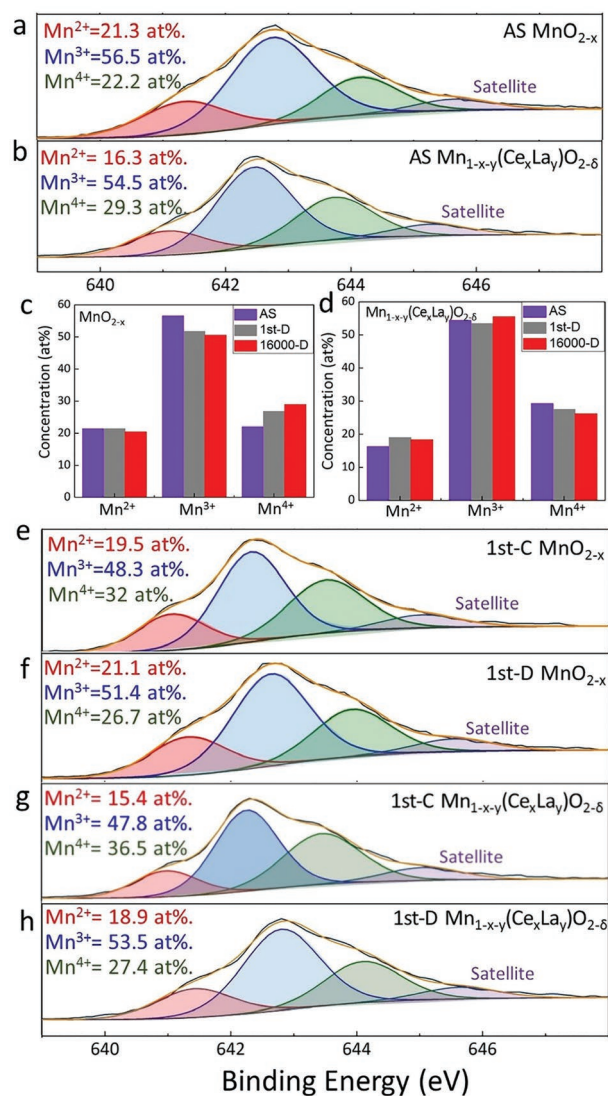 a
Mn²⁺=21.3 at%.
Mn³⁺=56.5 at%.
Mn⁴⁺=22.2 at%.
AS MnO₂₋ₓ
Satellite
b
Mn²⁺= 16.3 at%.
Mn³⁺= 54.5 at%.
Mn⁴⁺= 29.3 at%.
AS Mn₁₋ₓ₋ᵧ(CeₓLaᵧ)O₂₋δ
Satellite
640 642 644 646
c
MnO₂₋ₓ
AS
1st-D
16000-D
Concentration (at%)
60
50
40
30
20
10
0
Mn²⁺ Mn³⁺ Mn⁴⁺
d
Mn₁₋ₓ₋ᵧ(CeₓLaᵧ)O₂₋δ
AS
1st-D
16000-D
Concentration (at%)
60
50
40
30
20
10
0
Mn²⁺ Mn³⁺ Mn⁴⁺
e
Mn²⁺=19.5 at%.
Mn³⁺=48.3 at%.
Mn⁴⁺=32 at%.
1st-C MnO₂₋ₓ
Satellite
f
Mn²⁺=21.1 at%.
Mn³⁺=51.4 at%.
Mn⁴⁺=26.7 at%
1st-D MnO₂₋ₓ
Satellite
g
Mn²⁺= 15.4 at%.
Mn³⁺= 47.8 at%.
Mn⁴⁺= 36.5 at%.
1st-C Mn₁₋ₓ₋ᵧ(CeₓLaᵧ)O₂₋δ
Satellite
h
Mn²⁺= 18.9 at%.
Mn³⁺= 53.5 at%.
Mn⁴⁺= 27.4 at%.
1st-D Mn₁₋ₓ₋ᵧ(CeₓLaᵧ)O₂₋δ
Satellite
640 642 644 646
Binding Energy (eV)